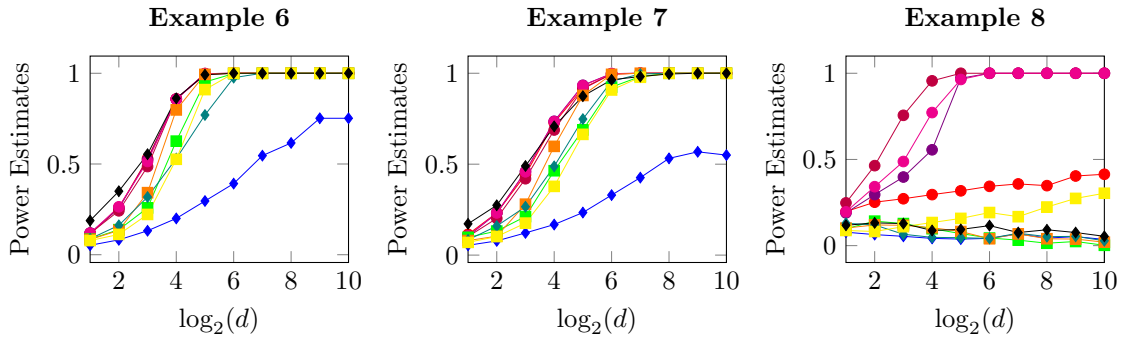 Example 6
Example 7
Example 8
Power Estimates
1
0.5
0
2 4 6 8 10
log₂(d)
Power Estimates
1
0.5
0
2 4 6 8 10
log₂(d)
Power Estimates
1
0.5
0
2 4 6 8 10
log₂(d)